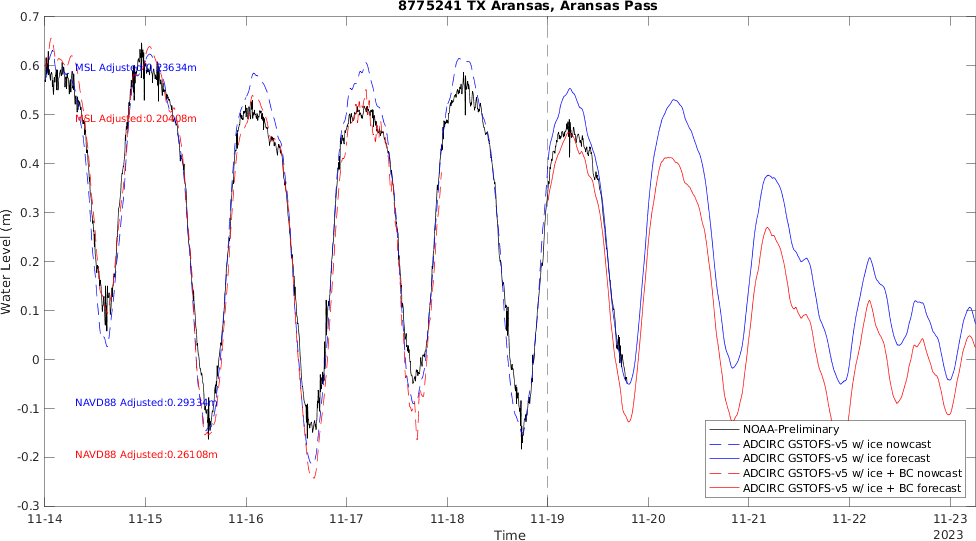 8775241 TX Aransas, Aransas Pass
0.7
0.6
0.5
0.4
0.3
0.2
0.1
0
-0.1
-0.2
-0.3
Water Level (m)
MSL Adjusted:0.23634m
MSL Adjusted:0.20408m
NAVD88 Adjusted:0.29334m
NAVD88 Adjusted:0.26108m
NOAA-Preliminary
ADCIRC GSTOFS-v5 w/ ice nowcast
ADCIRC GSTOFS-v5 w/ ice forecast
ADCIRC GSTOFS-v5 w/ ice + BC nowcast
ADCIRC GSTOFS-v5 w/ ice + BC forecast
11-14 11-15 11-16 11-17 11-18 11-19 11-20 11-21 11-22 11-23
Time
2023